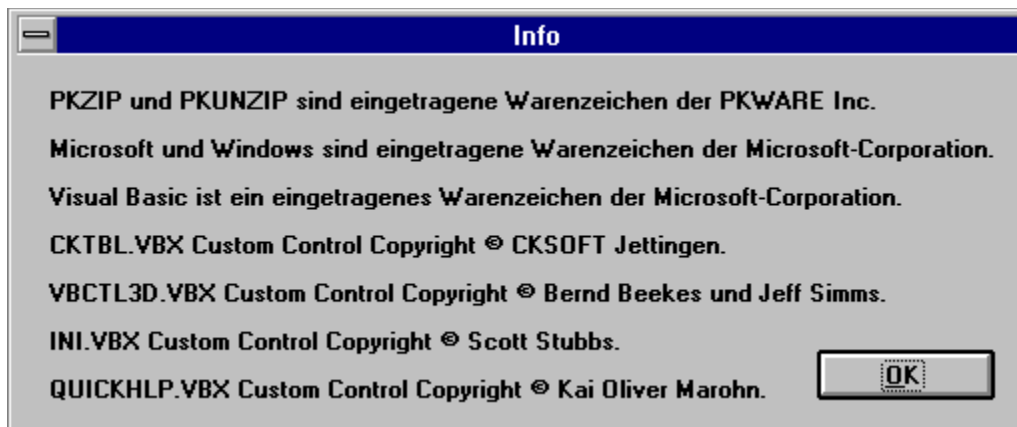 Info
PKZIP und PKUNZIP sind eingetragene Warenzeichen der PKWARE Inc.
Microsoft und Windows sind eingetragene Warenzeichen der Microsoft-Corporation.
Visual Basic ist ein eingetragenes Warenzeichen der Microsoft-Corporation.
CKTBL.VBX Custom Control Copyright © CKSOFT Jettingen.
VBCTL3D.VBX Custom Control Copyright © Bernd Beekes und Jeff Simms.
INI.VBX Custom Control Copyright © Scott Stubbs.
QUICKHLP.VBX Custom Control Copyright © Kai Oliver Marohn.
OK